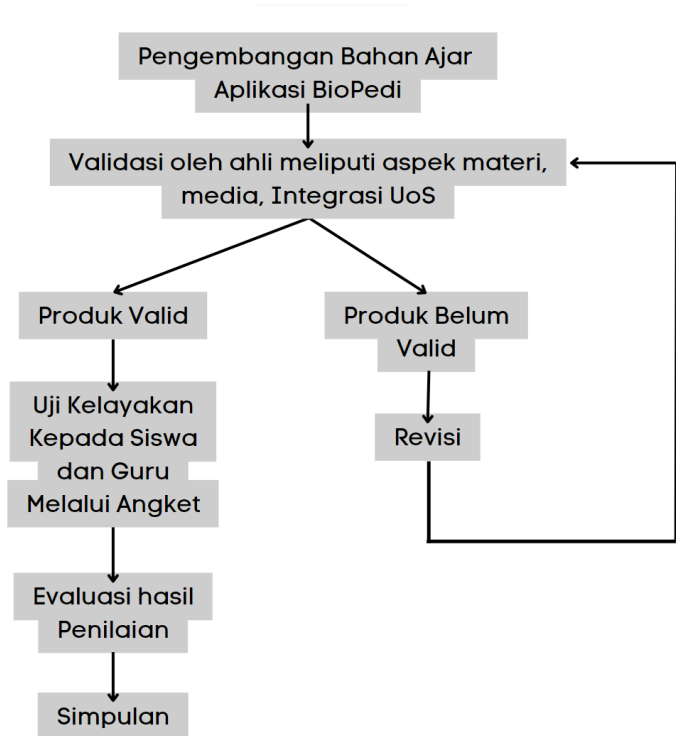 Pengembangan Bahan Ajar
Aplikasi BioPedi
Validasi oleh ahli meliputi aspek materi,
media, Integrasi UoS
Produk Valid
Produk Belum
Valid
Uji Kelayakan
Kepada Siswa
dan Guru
Melalui Angket
Revisi
Evaluasi hasil
Penilaian
Simpulan